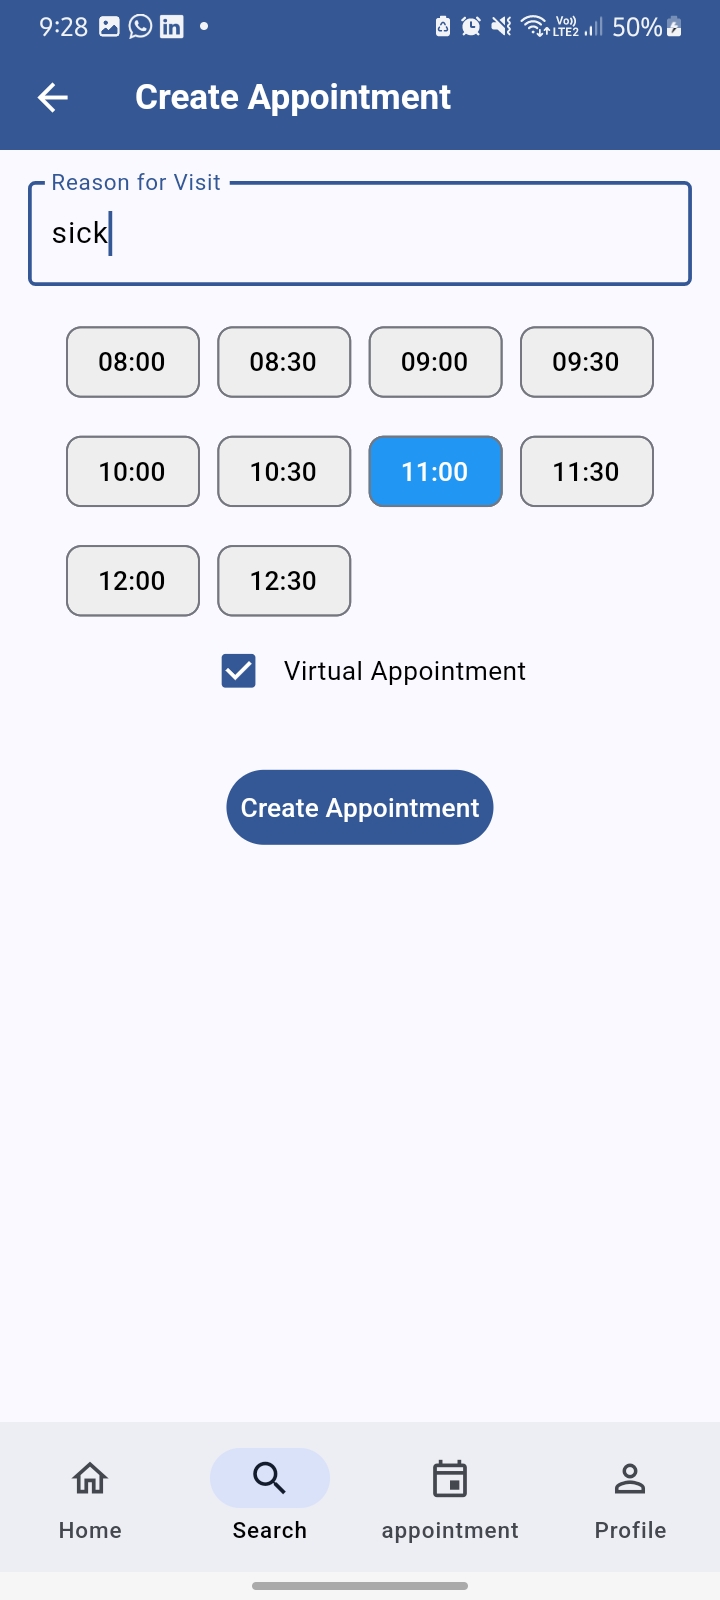 9:28 in Vo)) LTE2 50%
Create Appointment
Reason for Visit
sick
08:00 08:30 09:00 09:30
10:00 10:30 11:00 11:30
12:00 12:30
Virtual Appointment
Create Appointment
Home Search appointment Profile